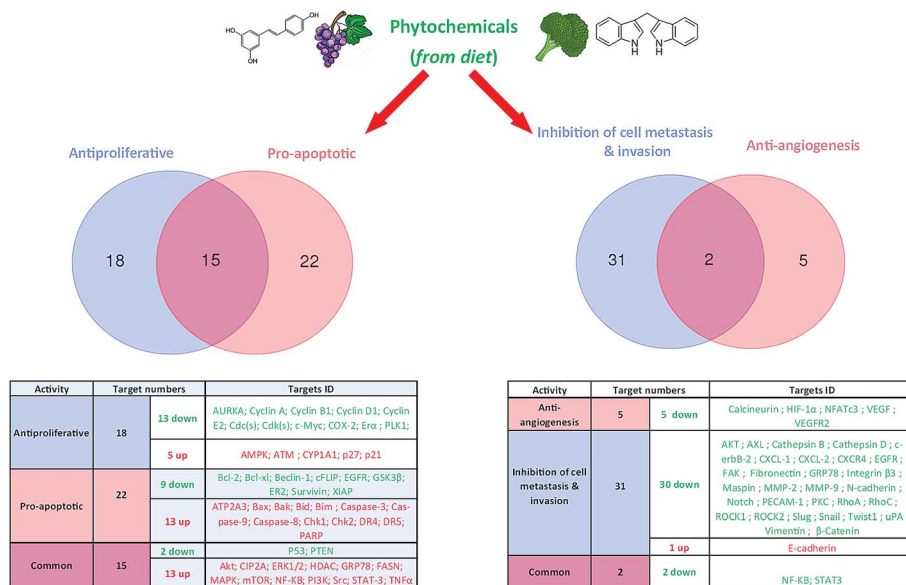 Phytochemicals
(from diet)
OH
HO
OH
N
H
N
H
Antiproliferative
Pro-apoptotic
18
15
22
Inhibition of cell metastasis
& invasion
Anti-angiogenesis
31
2
5
Activity Target numbers Targets ID
Antiproliferative 18
13 down
AURKA; Cyclin A; Cyclin B1; Cyclin D1; Cyclin
E2; Cdc(s); Cdk(s); c-Myc; COX-2; Erα ; PLK1;
5 up
AMPK; ATM ; CYP1A1; p27; p21
Pro-apoptotic 22
9 down
Bcl-2; Bcl-xl; Beclin-1; cFLIP; EGFR; GSK3β;
ER2; Survivin; XIAP
13 up
ATP2A3; Bax; Bak; Bid; Bim ; Caspase-3; Cas-
pase-9; Caspase-8; Chk1; Chk2; DR4; DR5;
PARP
Common 15
2 down
P53; PTEN
13 up
Akt; CIP2A; ERK1/2; HDAC; GRP78; FASN;
MAPK; mTOR; NF-KB; PI3K; Src; STAT-3; TNFα
Activity Target numbers Targets ID
Anti-
angiogenesis
5 5 down
Calcineurin ; HIF-1α ; NFATc3 ; VEGF ;
VEGFR2
Inhibition of cell
metastasis &
invasion
31
30 down
AKT ; AXL ; Cathepsin B ; Cathepsin D ; c-
erbB-2 ; CXCL-1 ; CXCL-2 ; CXCR4 ; EGFR ;
FAK ; Fibronectin ; GRP78 ; Integrin β3 ;
Maspin ; MMP-2 ; MMP-9 ; N-cadherin ;
Notch ; PECAM-1 ; PKC ; RhoA ; RhoC ;
ROCK1 ; ROCK2 ; Slug ; Snail ; Twist1 ; uPA
Vimentin ; β-Catenin
1 up
E-cadherin
Common 2 2 down
NF-KB; STAT3